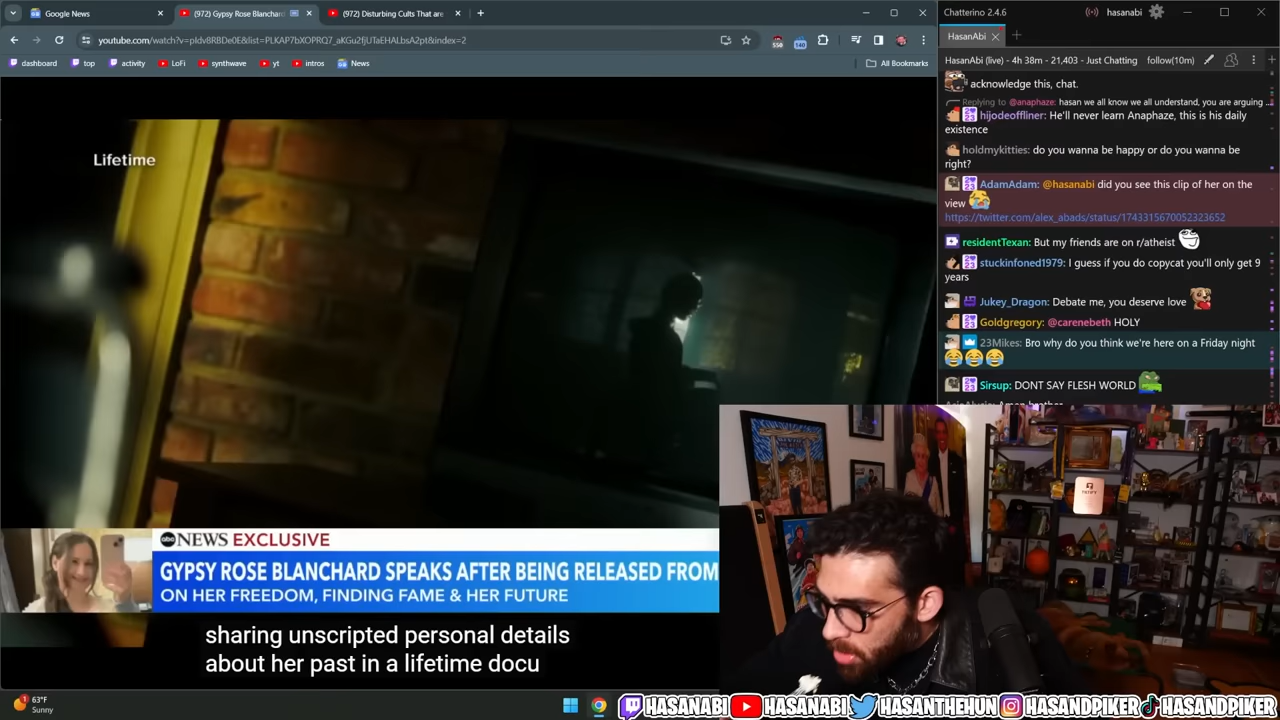 Google News
(972) Gypsy Rose Blanchard
(972) Disturbing Cults That are
youtube.com/watch?v=pIdv8RBDe0E&list=PLKAP7bXOPRQ7_aKGu2fjUTaEHALbsA2pt&index=2
550
140
dashboard
top
activity
LoFi
synthwave
yt
intros
News
All Bookmarks
Lifetime
abc NEWS EXCLUSIVE
GYPSY ROSE BLANCHARD SPEAKS AFTER BEING RELEASED FROM
ON HER FREEDOM, FINDING FAME & HER FUTURE
sharing unscripted personal details
about her past in a lifetime docu
Chatterino 2.4.6
hasanabi
HasanAbi
HasanAbi (live) - 4h 38m - 21,403 - Just Chatting
follow(10m)
acknowledge this, chat.
Replying to @anaphaze: hasan we all know we all understand, you are arguing ...
hijodeoffliner: He'll never learn Anaphaze, this is his daily
existence
holdmykitties: do you wanna be happy or do you wanna be
right?
AdamAdam: @hasanabi did you see this clip of her on the
view
https://twitter.com/alex_abads/status/1743315670052323652
residentTexan: But my friends are on r/atheist
stuckinfoned1979: I guess if you do copycat you'll only get 9
years
Jukey_Dragon: Debate me, you deserve love
Goldgregory: @carenebeth HOLY
23Mikes: Bro why do you think we're here on a Friday night
Sirsup: DONT SAY FLESH WORLD
63°F
Sunny
HASANABI
HASANABI
HASANTHEHUN
HASANDPIKER
HASANDPIKER